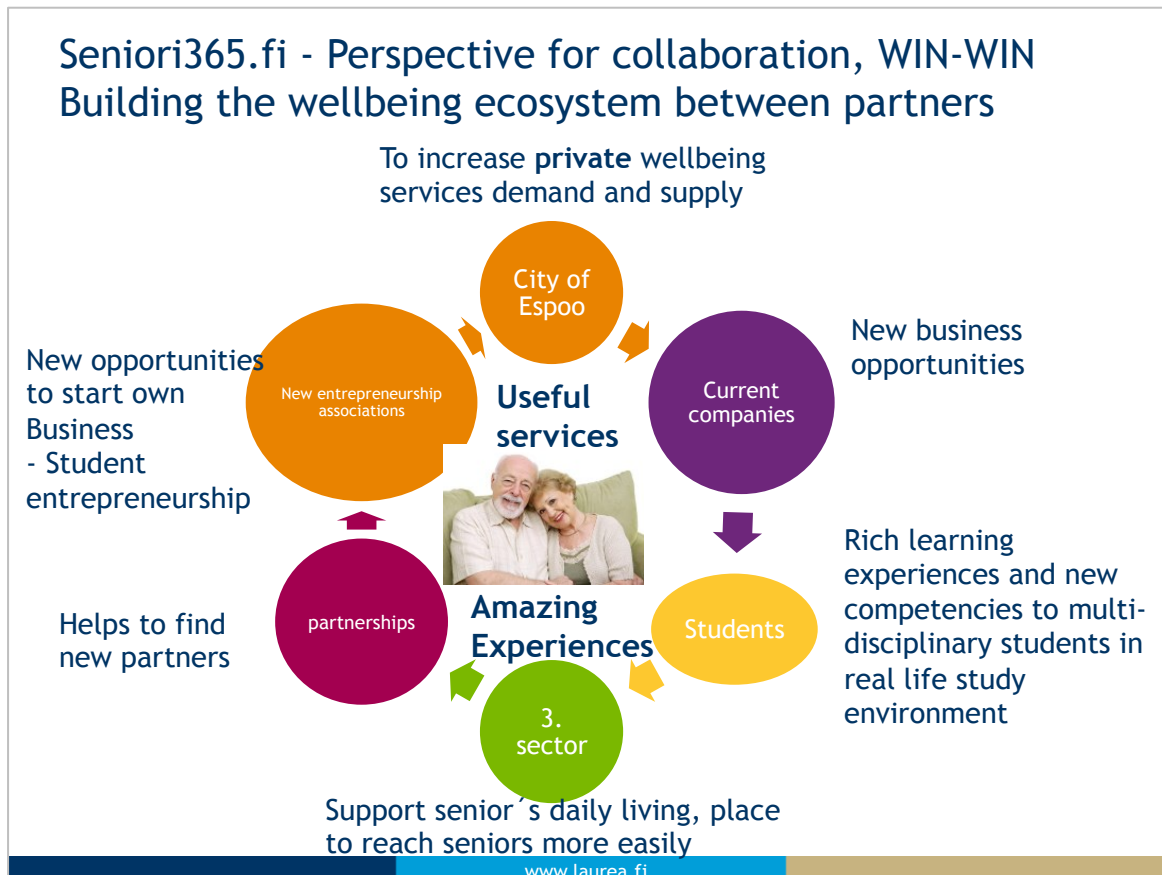 Seniori365.fi - Perspective for collaboration, WIN-WIN
Building the wellbeing ecosystem between partners
To increase private wellbeing
services demand and supply
City of
Espoo
New business
opportunities
Current
companies
New opportunities
to start own
Business
- Student
entrepreneurship
New entrepreneurship
associations
Useful
services
Rich learning
experiences and new
competencies to multi-
disciplinary students in
real life study
environment
Students
Amazing
Experiences
partnerships
Helps to find
new partners
3.
sector
Support senior´s daily living, place
to reach seniors more easily
www.laurea.fi